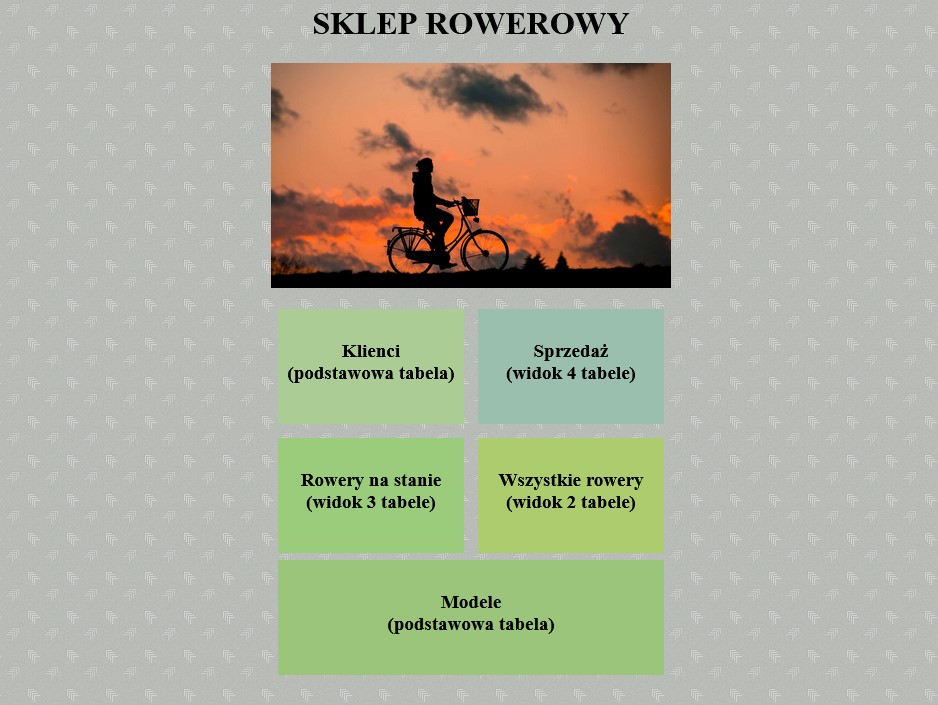 SKLEP ROWEROWY
Klienci
(podstawowa tabela)
Sprzedaż
(widok 4 tabele)
Rowery na stanie
(widok 3 tabele)
Wszystkie rowery
(widok 2 tabele)
Modele
(podstawowa tabela)